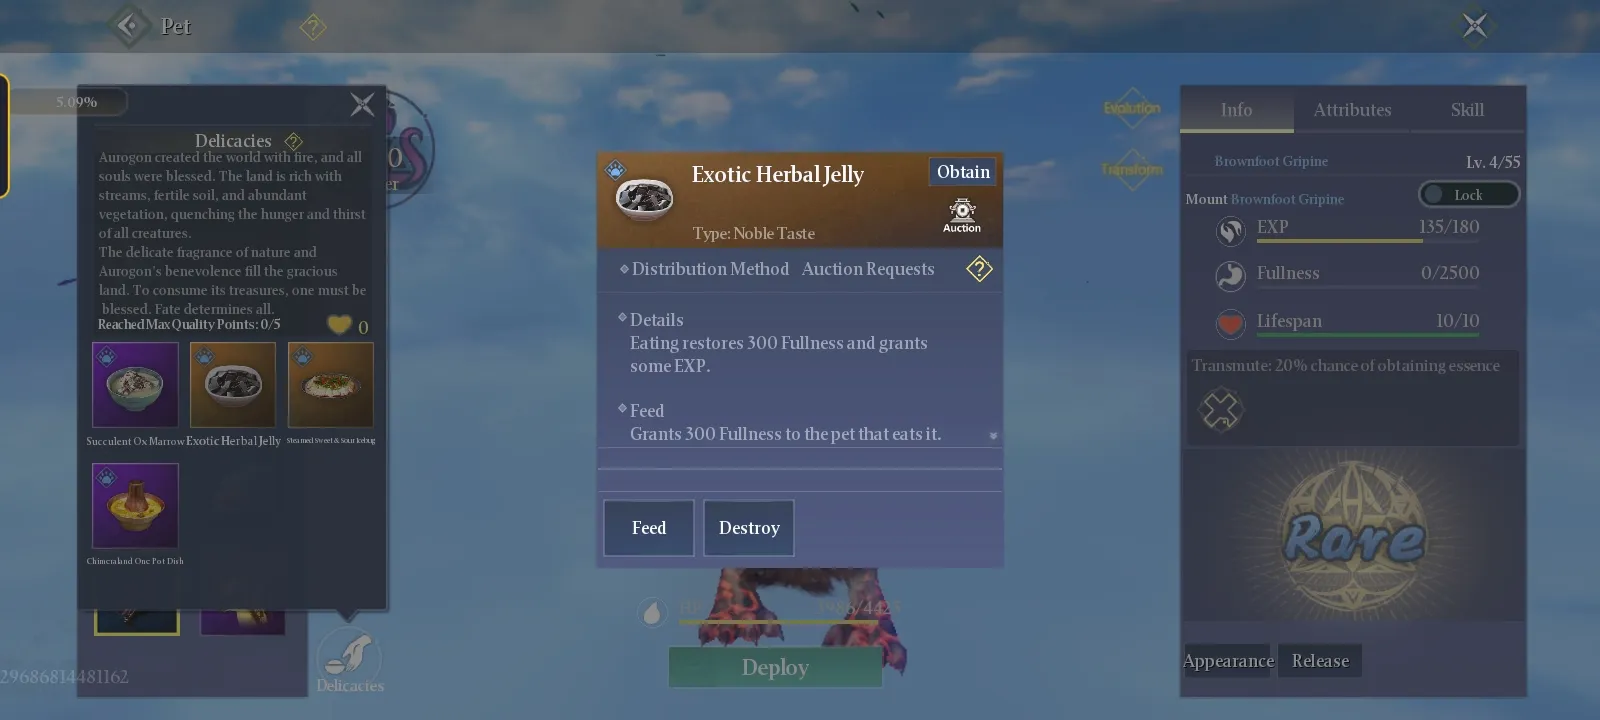 Pet
5.09%
Delicacies
Aurogon created the world with fire, and all
souls were blessed. The land is rich with
streams, fertile soil, and abundant
vegetation, quenching the hunger and thirst
of all creatures.
The delicate fragrance of nature and
Aurogon's benevolence fill the gracious
land. To consume its treasures, one must be
blessed. Fate determines all.
Reached Max Quality Points: 0/5
0
Succulent Ox Marrow
Exotic Herbal Jelly
Steamed Sweet & Sour Icebug
Chimeraland One Pot Dish
29686814481162
Delicacies
Exotic Herbal Jelly
Obtain
Type: Noble Taste
Auction
Distribution Method Auction Requests
Details
Eating restores 300 Fullness and grants
some EXP.
Feed
Grants 300 Fullness to the pet that eats it.
Feed
Destroy
Deploy
Evolution
Transform
Info
Attributes
Skill
Brownfoot Gripine
Lv. 4/55
Mount Brownfoot Gripine
Lock
EXP
135/180
Fullness
0/2500
Lifespan
10/10
Transmute: 20% chance of obtaining essence
Rare
Appearance
Release